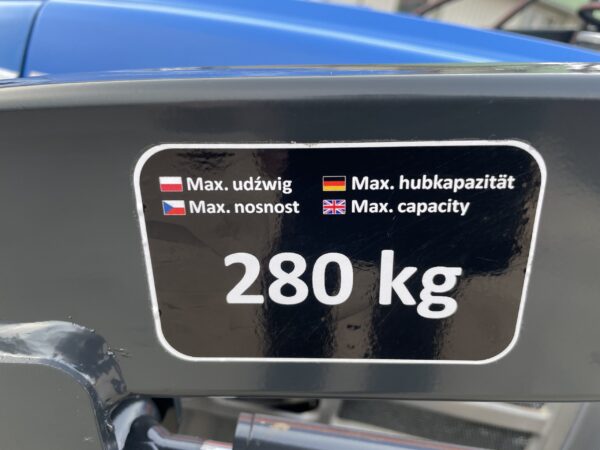 Max. udźwig Max. hubkapazität
Max. nosnost Max. capacity
280 kg